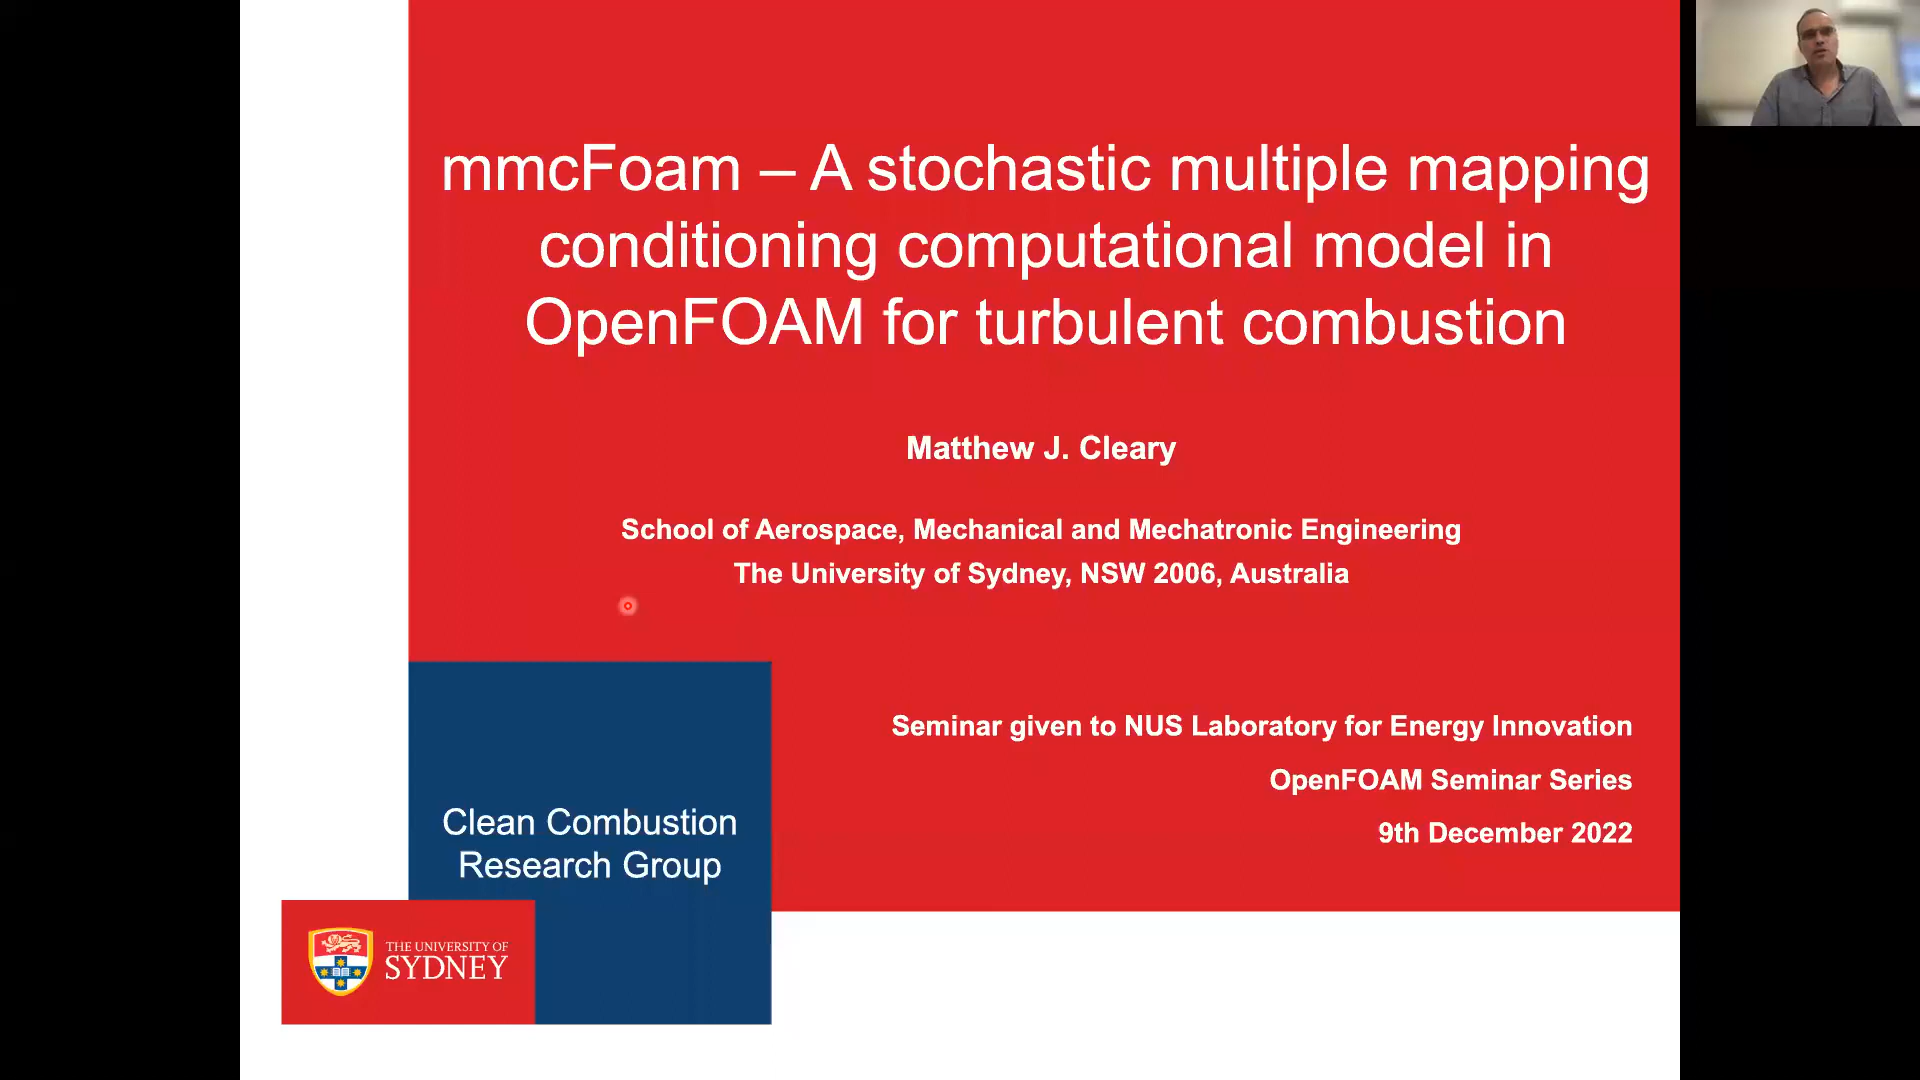 mmcFoam – A stochastic multiple mapping
conditioning computational model in
OpenFOAM for turbulent combustion
Matthew J. Cleary
School of Aerospace, Mechanical and Mechatronic Engineering
The University of Sydney, NSW 2006, Australia
Seminar given to NUS Laboratory for Energy Innovation
OpenFOAM Seminar Series
9th December 2022
Clean Combustion
Research Group
THE UNIVERSITY OF
SYDNEY